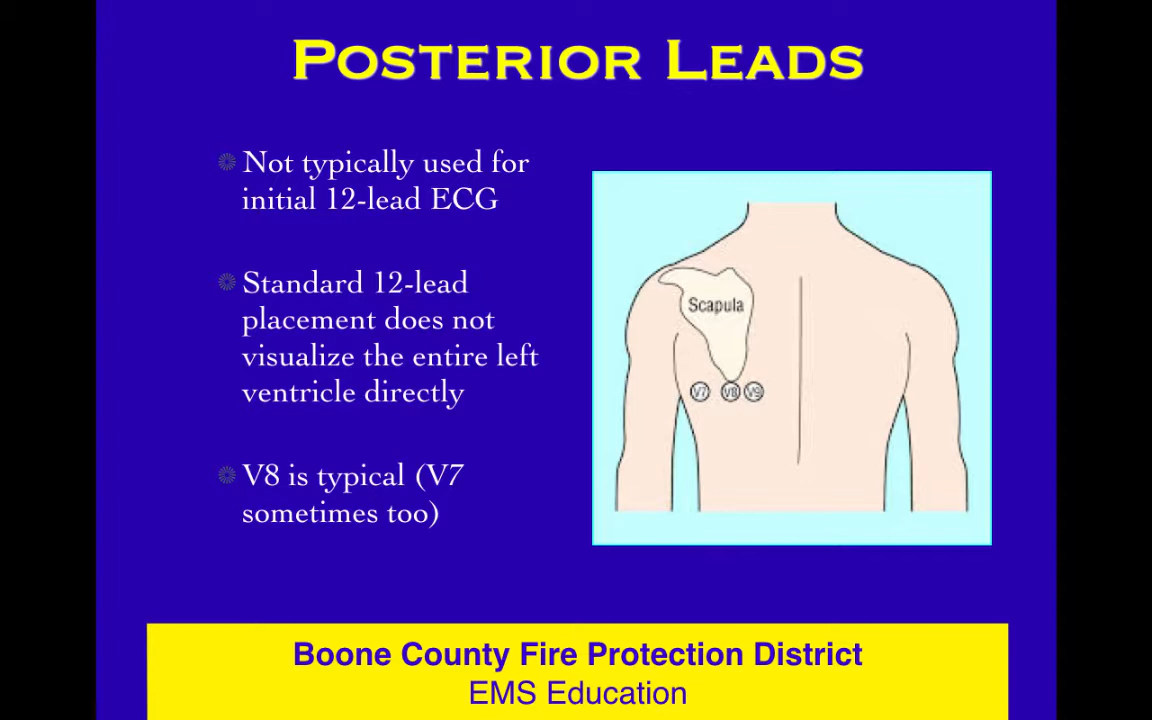 Posterior Leads
Not typically used for
initial 12-lead ECG
Standard 12-lead
placement does not
visualize the entire left
ventricle directly
V8 is typical (V7
sometimes too)
Scapula
V7 V8 V9
Boone County Fire Protection District
EMS Education